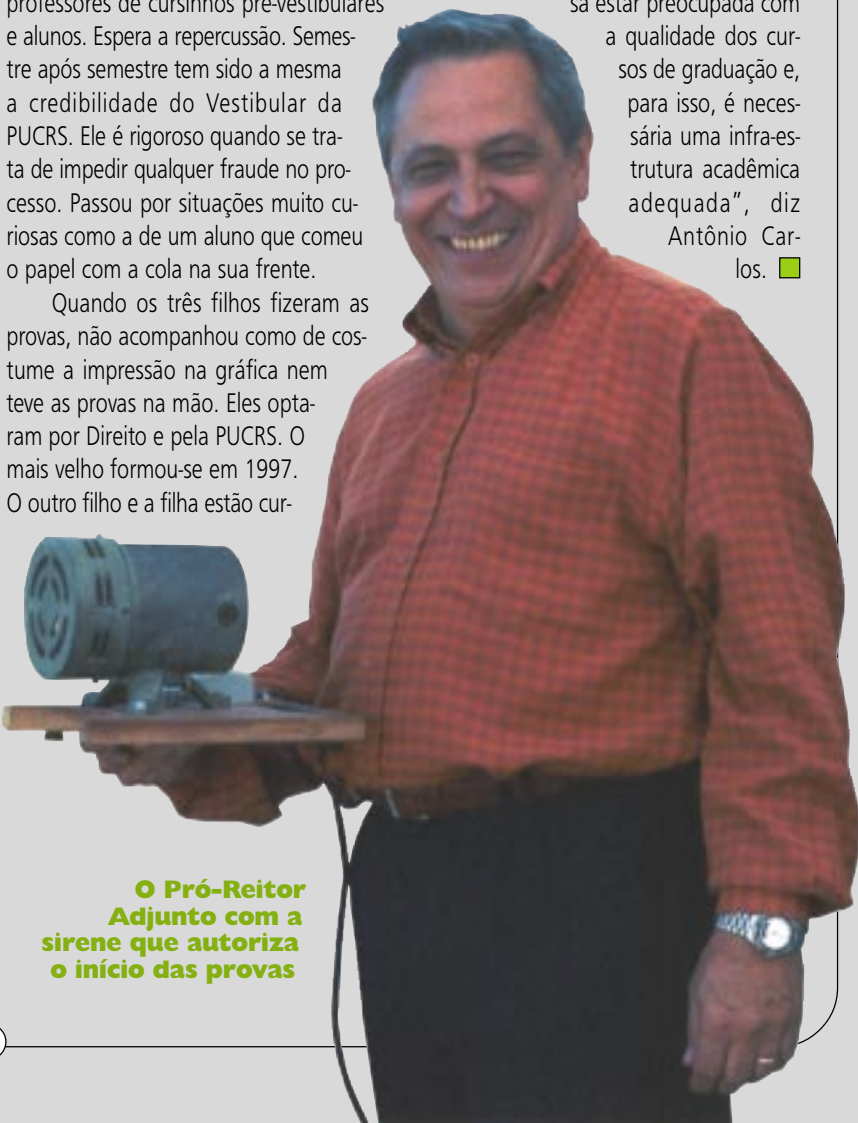 professores de cursinhos pré-vestibulares
e alunos. Espera a repercussão. Semes-
tre após semestre tem sido a mesma
a credibilidade do Vestibular da
PUCRS. Ele é rigoroso quando se tra-
ta de impedir qualquer fraude no pro-
cesso. Passou por situações muito cu-
riosas como a de um aluno que comeu
o papel com a cola na sua frente.
Quando os três filhos fizeram as
provas, não acompanhou como de cos-
tume a impressão na gráfica nem
teve as provas na mão. Eles opta-
ram por Direito e pela PUCRS. O
mais velho formou-se em 1997.
O outro filho e a filha estão cur-
sa estar preocupada com
a qualidade dos cur-
sos de graduação e,
para isso, é neces-
sária uma infra-es-
trutura acadêmica
adequada”, diz
Antônio Car-
los.
O Pró-Reitor
Adjunto com a
sirene que autoriza
o início das provas